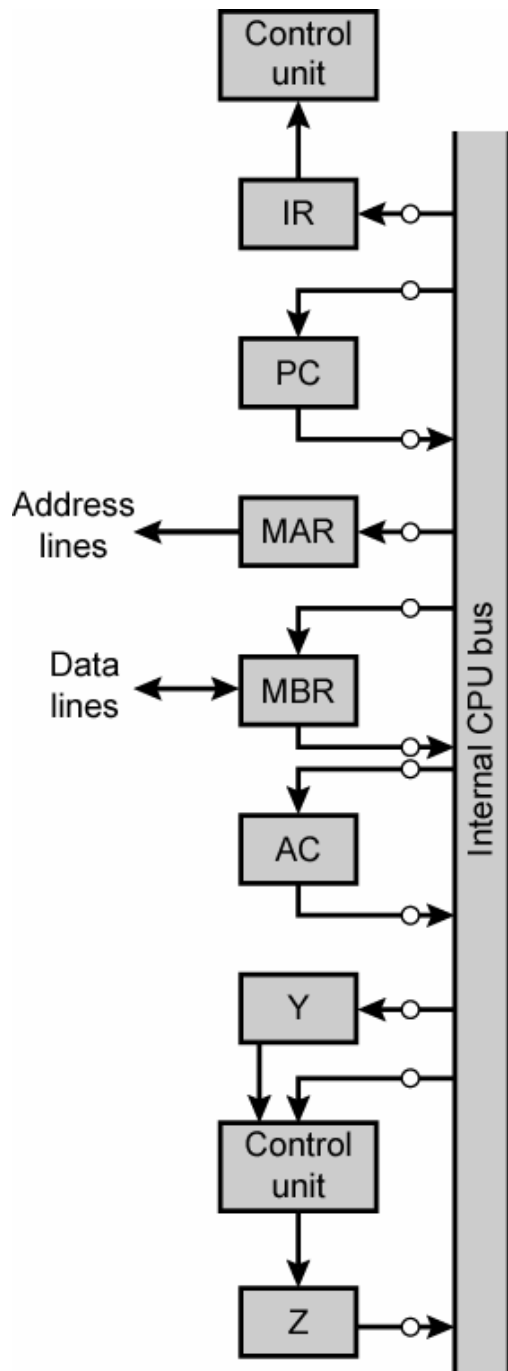 Control
unit
IR
PC
Address
lines
MAR
Data
lines
MBR
Internal CPU bus
AC
Y
Control
unit
Z